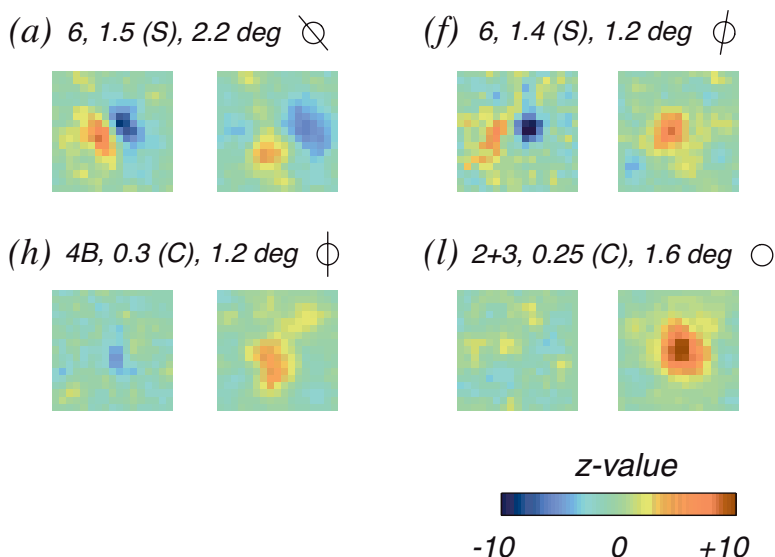 (a) 6, 1.5 (S), 2.2 deg
(f) 6, 1.4 (S), 1.2 deg
(h) 4B, 0.3 (C), 1.2 deg
(l) 2+3, 0.25 (C), 1.6 deg
z-value
-10 0 +10